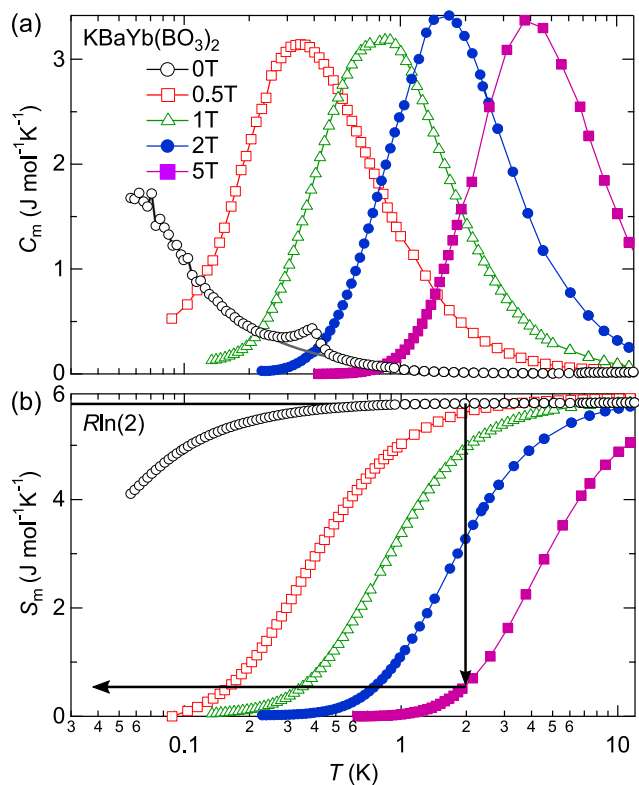 (a)
KBaYb(BO₃)₂
0T
0.5T
1T
2T
5T
3
2
1
0
Cₘ (J mol⁻¹K⁻¹)
(b)
Rln(2)
6
4
2
0
Sₘ (J mol⁻¹K⁻¹)
3 4 5 6 0.1 2 3 4 5 6 1 2 3 4 5 6 10
T (K)